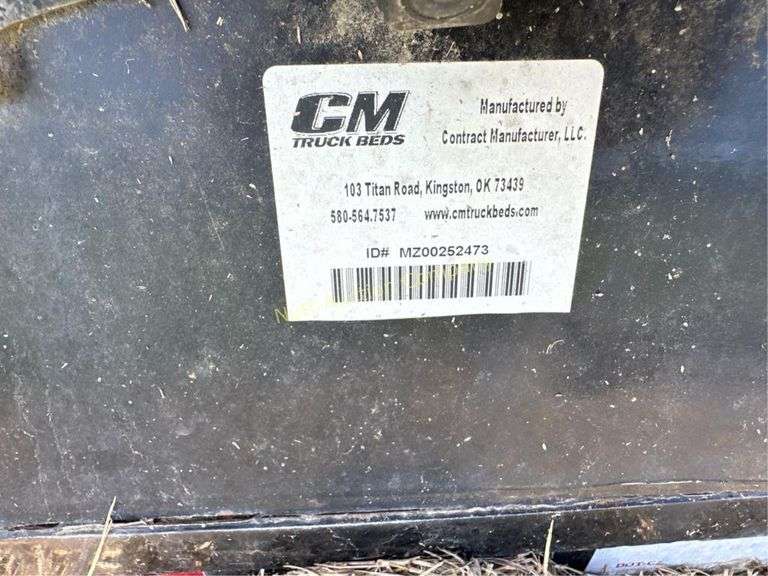 CM
TRUCK BEDS
Manufactured by
Contract Manufacturer, LLC.
103 Titan Road, Kingston, OK 73439
580-564.7537 www.cmtruckbeds.com
ID# MZ00252473